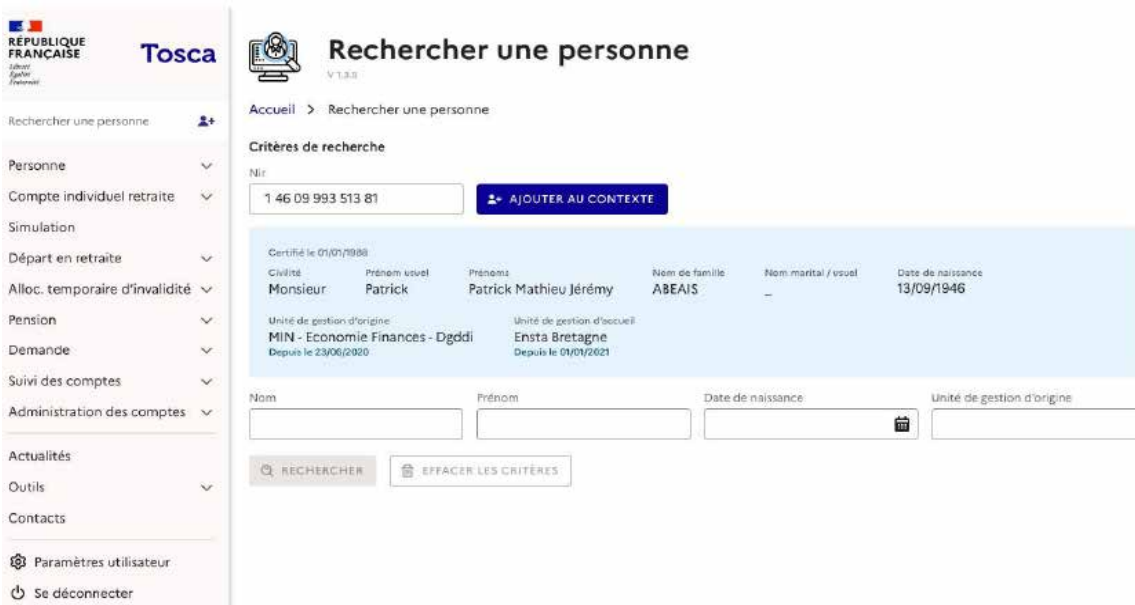 RÉPUBLIQUE
FRANÇAISE
Liberté
Égalité
Fraternité
Tosca
Rechercher une personne
Personne
Compte individuel retraite
Simulation
Départ en retraite
Alloc. temporaire d'invalidité
Pension
Demande
Suivi des comptes
Administration des comptes
Actualités
Outils
Contacts
Paramètres utilisateur
Se déconnecter
Rechercher une personne
V 1.3.0
Accueil > Rechercher une personne
Critères de recherche
Nir
1 46 09 993 513 81
AJOUTER AU CONTEXTE
Certifié le 01/01/1988
Civilité Prénom usuel Prénoms Nom de famille Nom marital / usuel Date de naissance
Monsieur Patrick Patrick Mathieu Jérémy ABEAIS _ 13/09/1946
Unité de gestion d'origine Unité de gestion d'accueil
MIN - Economie Finances - Dgddi Ensta Bretagne
Depuis le 23/06/2020 Depuis le 01/01/2021
Nom Prénom Date de naissance Unité de gestion d'origine
RECHERCHER EFFACER LES CRITÈRES